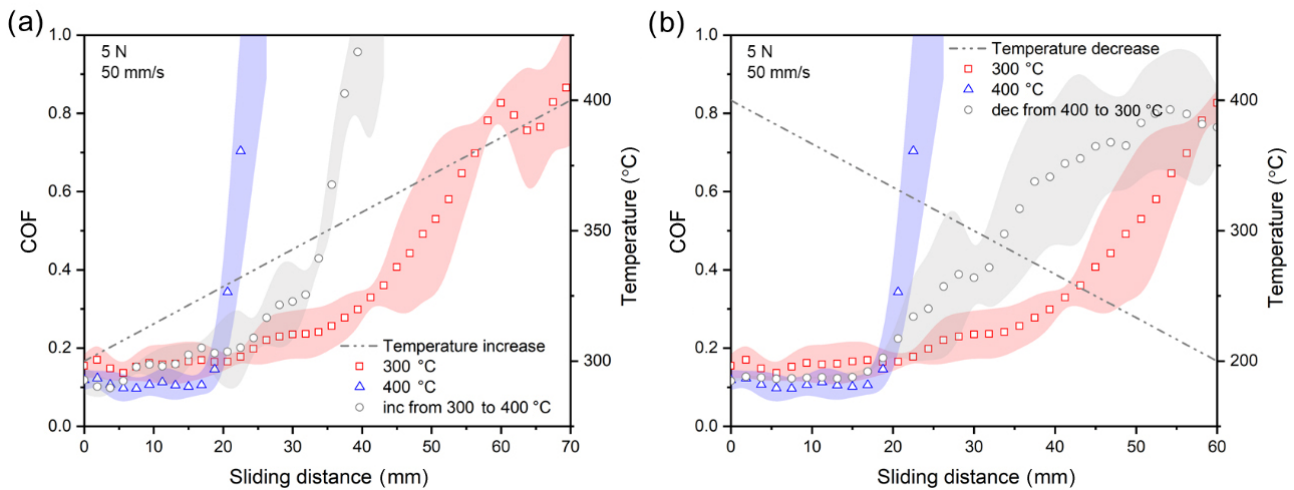 (a)
5 N
50 mm/s
COF
1.0
0.8
0.6
0.4
0.2
0.0
400
350
300
Temperature (°C)
Temperature increase
300 °C
400 °C
inc from 300 to 400 °C
0 10 20 30 40 50 60 70
Sliding distance (mm)
(b)
5 N
50 mm/s
Temperature decrease
300 °C
400 °C
dec from 400 to 300 °C
COF
1.0
0.8
0.6
0.4
0.2
0.0
400
300
200
Temperature (°C)
0 10 20 30 40 50 60
Sliding distance (mm)